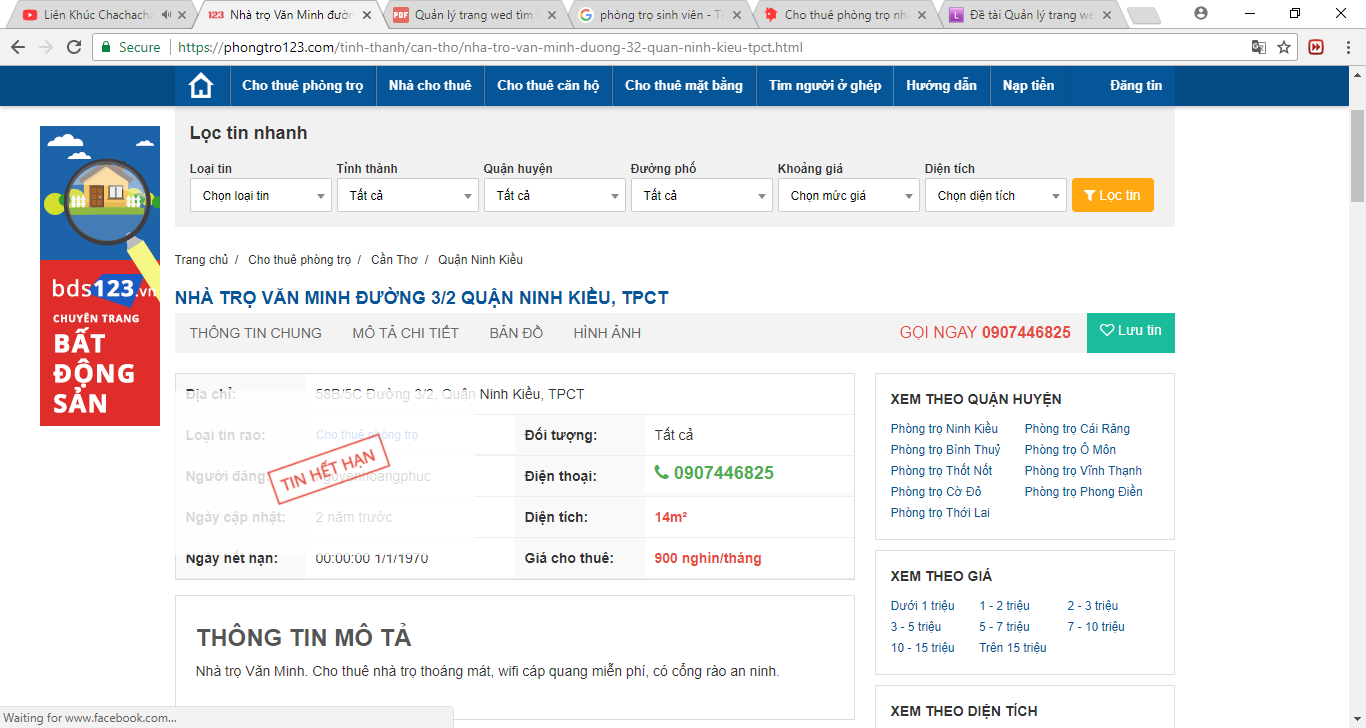 Liên Khúc Chachacha
123 Nhà trọ Văn Minh đườn
PDF Quản lý trang wed tìm
phòng trọ sinh viên - Tì
Cho thuê phòng trọ nh
L Đề tài Quản lý trang we
Secure https://phongtro123.com/tinh-thanh/can-tho/nha-tro-van-minh-duong-32-quan-ninh-kieu-tpct.html
Cho thuê phòng trọ Nhà cho thuê Cho thuê căn hộ Cho thuê mặt bằng Tìm người ở ghép Hướng dẫn Nạp tiền Đăng tin
Lọc tin nhanh
Loại tin Tỉnh thành Quận huyện Đường phố Khoảng giá Diện tích
Chọn loại tin Tất cả Tất cả Tất cả Chọn mức giá Chọn diện tích Lọc tin
bds123.vn
CHUYÊN TRANG
BẤT
ĐỘNG
SẢN
Trang chủ / Cho thuê phòng trọ / Cần Thơ / Quận Ninh Kiều
NHÀ TRỌ VĂN MINH ĐƯỜNG 3/2 QUẬN NINH KIỀU, TPCT
THÔNG TIN CHUNG MÔ TẢ CHI TIẾT BẢN ĐỒ HÌNH ẢNH GỌI NGAY 0907446825 Lưu tin
Địa chỉ: 58B/5C Đường 3/2, Quận Ninh Kiều, TPCT
Loại tin rao: Cho thuê phòng trọ Đối tượng: Tất cả
Người đăng: nguyenhoangphuc Điện thoại: 0907446825
TIN HẾT HẠN
Ngày cập nhật: 2 năm trước Diện tích: 14m²
Ngày hết hạn: 00:00:00 1/1/1970 Giá cho thuê: 900 nghìn/tháng
THÔNG TIN MÔ TẢ
Nhà trọ Văn Minh. Cho thuê nhà trọ thoáng mát, wifi cáp quang miễn phí, có cổng rào an ninh.
XEM THEO QUẬN HUYỆN
Phòng trọ Ninh Kiều Phòng trọ Cái Răng
Phòng trọ Bình Thuỷ Phòng trọ Ô Môn
Phòng trọ Thốt Nốt Phòng trọ Vĩnh Thạnh
Phòng trọ Cờ Đỏ Phòng trọ Phong Điền
Phòng trọ Thới Lai
XEM THEO GIÁ
Dưới 1 triệu 1 - 2 triệu 2 - 3 triệu
3 - 5 triệu 5 - 7 triệu 7 - 10 triệu
10 - 15 triệu Trên 15 triệu
XEM THEO DIỆN TÍCH
Waiting for www.facebook.com...